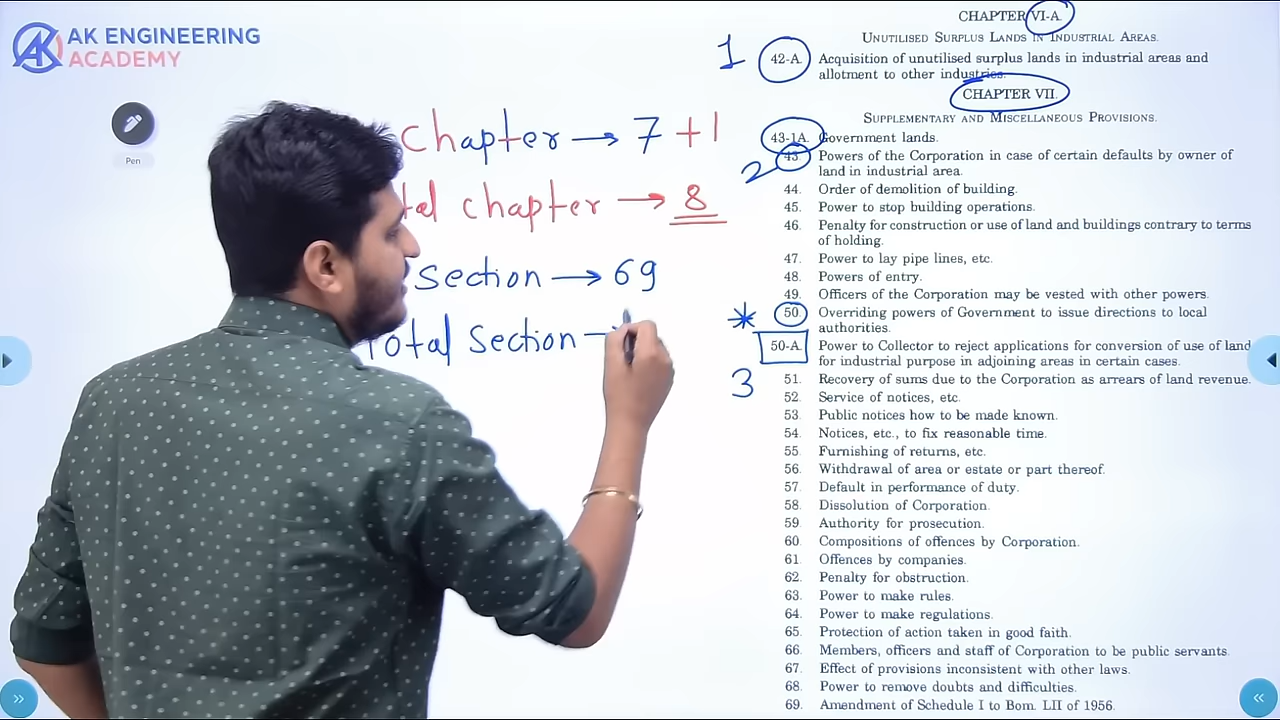 AK ENGINEERING
ACADEMY
Pen
Chapter → 7 + 1
tal chapter → 8
section → 69
Total Section –
CHAPTER VI-A.
UNUTILISED SURPLUS LANDS IN INDUSTRIAL AREAS.
1 42-A. Acquisition of unutilised surplus lands in industrial areas and
allotment to other industries.
CHAPTER VII.
SUPPLEMENTARY AND MISCELLANEOUS PROVISIONS.
43-1A. Government lands.
2 43. Powers of the Corporation in case of certain defaults by owner of
land in industrial area.
44. Order of demolition of building.
45. Power to stop building operations.
46. Penalty for construction or use of land and buildings contrary to terms
of holding.
47. Power to lay pipe lines, etc.
48. Powers of entry.
49. Officers of the Corporation may be vested with other powers.
* 50. Overriding powers of Government to issue directions to local
authorities.
50-A. Power to Collector to reject applications for conversion of use of land
for industrial purpose in adjoining areas in certain cases.
3 51. Recovery of sums due to the Corporation as arrears of land revenue.
52. Service of notices, etc.
53. Public notices how to be made known.
54. Notices, etc., to fix reasonable time.
55. Furnishing of returns, etc.
56. Withdrawal of area or estate or part thereof.
57. Default in performance of duty.
58. Dissolution of Corporation.
59. Authority for prosecution.
60. Compositions of offences by Corporation.
61. Offences by companies.
62. Penalty for obstruction.
63. Power to make rules.
64. Power to make regulations.
65. Protection of action taken in good faith.
66. Members, officers and staff of Corporation to be public servants.
67. Effect of provisions inconsistent with other laws.
68. Power to remove doubts and difficulties.
69. Amendment of Schedule I to Bom. LII of 1956.